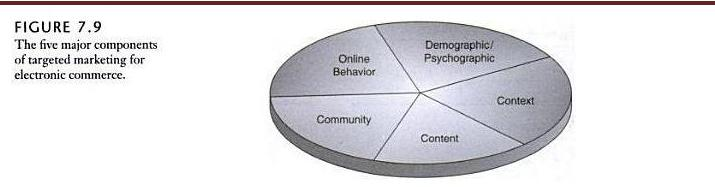 FIGURE 7.9
The five major components
of targeted marketing for
electronic commerce.
Demographic/
Psychographic
Online
Behavior
Context
Community
Content